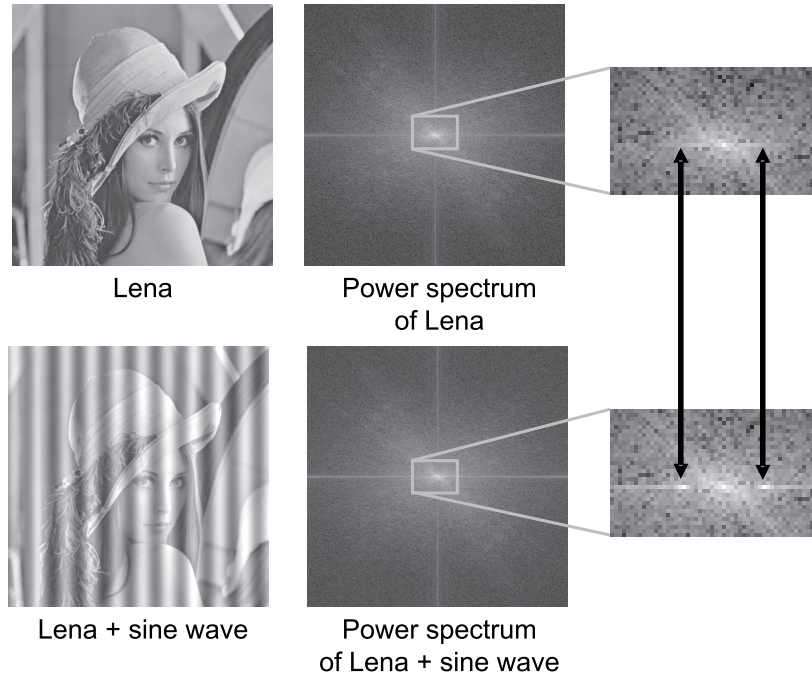 Lena
Power spectrum
of Lena
Lena + sine wave
Power spectrum
of Lena + sine wave